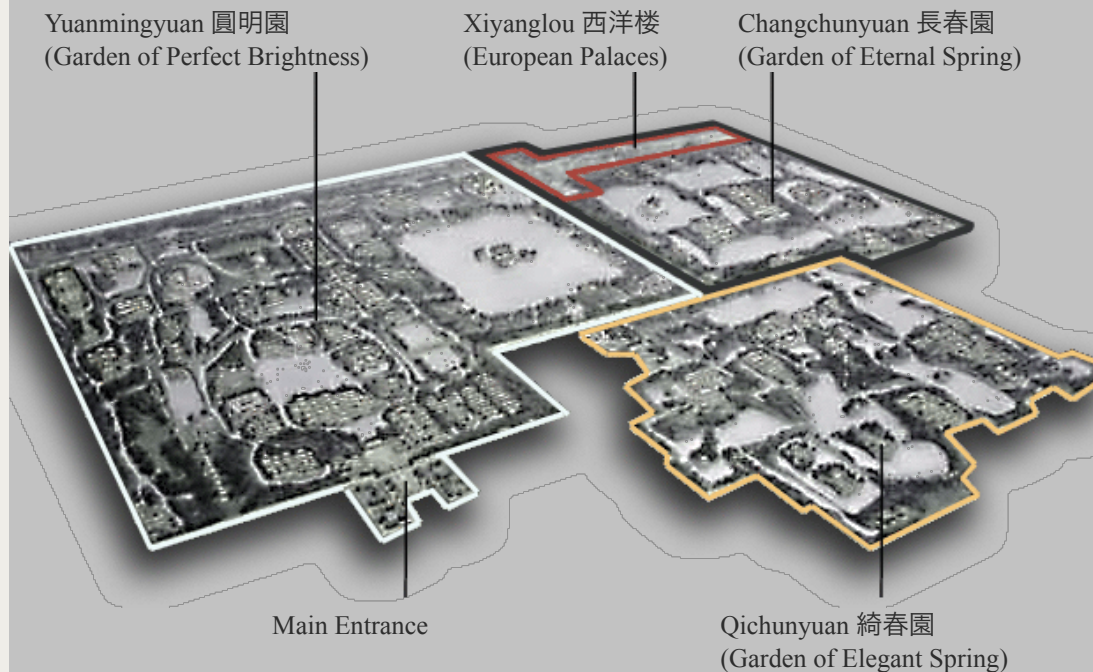 Yuanmingyuan 圓明園
(Garden of Perfect Brightness)
Xiyanglou 西洋楼
(European Palaces)
Changchunyuan 長春園
(Garden of Eternal Spring)
Main Entrance
Qichunyuan 綺春園
(Garden of Elegant Spring)